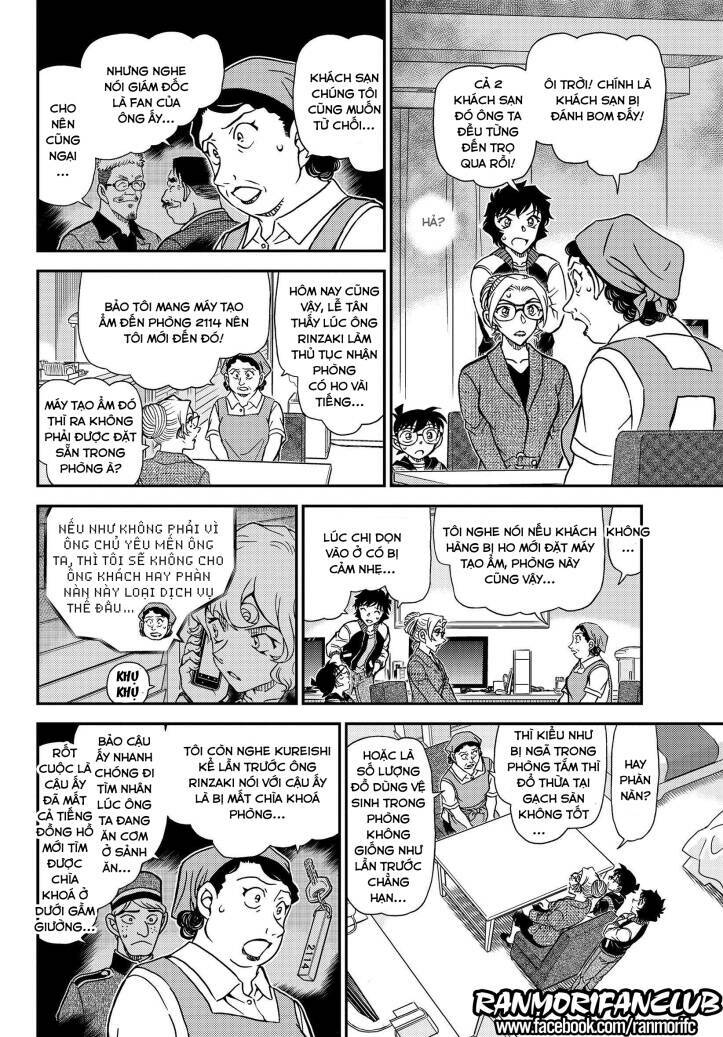 ÔI TRỜI! CHÍNH LÀ
KHÁCH SẠN BỊ
ĐÁNH BOM ĐẤY!
CẢ 2
KHÁCH SẠN
ĐÓ ÔNG TA
ĐỀU TỪNG
ĐẾN TRỌ
QUA RỒI!
HẢ?
KHÁCH SẠN
CHÚNG TÔI
CŨNG MUỐN
TỪ CHỐI...
NHƯNG NGHE
NÓI GIÁM ĐỐC
LÀ FAN CỦA
ÔNG ẤY...
CHO
NÊN
CŨNG
NGẠI
...
HÔM NAY CŨNG
VẬY, LỄ TÂN
THẤY LÚC ÔNG
RINZAKI LÀM
THỦ TỤC NHẬN
PHÒNG
CÓ HO VÀI
TIẾNG...
BẢO TÔI MANG MÁY TẠO
ẨM ĐẾN PHÒNG 2114 NÊN
TÔI MỚI ĐẾN ĐÓ!
MÁY TẠO ẨM ĐÓ
THÌ RA KHÔNG
PHẢI ĐƯỢC ĐẶT
SẴN TRONG
PHÒNG À?
KHÔNG
...
TÔI NGHE NÓI NẾU KHÁCH
HÀNG BỊ HO MỚI ĐẶT MÁY
TẠO ẨM, PHÒNG NÀY
CŨNG VẬY...
LÚC CHỊ DỌN
VÀO Ở CÓ BỊ
CẢM NHẸ...
NẾU NHƯ KHÔNG PHẢI VÌ
ÔNG CHỦ YÊU MẾN ÔNG
TA, THÌ TÔI SẼ KHÔNG CHO
ÔNG KHÁCH HAY PHÀN
NÀN NÀY LOẠI DỊCH VỤ
THẾ ĐÂU...
KHỤ
KHỤ
HAY
PHÀN
NÀN?
THÌ KIỂU NHƯ
BỊ NGÃ TRONG
PHÒNG TẮM THÌ
ĐỔ THỪA TẠI
GẠCH SÀN
KHÔNG TỐT
...
HOẶC LÀ
SỐ LƯỢNG
ĐỒ DÙNG VỆ
SINH TRONG
PHÒNG
KHÔNG
GIỐNG NHƯ
LẦN TRƯỚC
CHẲNG
HẠN...
TÔI CÒN NGHE KUREISHI
KỂ LẦN TRƯỚC ÔNG
RINZAKI NÓI VỚI CẬU ẤY
LÀ BỊ MẤT CHÌA KHOÁ
PHÒNG...
BẢO CẬU ẤY
NHANH
CHÓNG ĐI
TÌM NHÂN
LÚC ÔNG TA
ĐANG ĂN
CƠM Ở SẢNH
ĂN...
RỐT
CUỘC LÀ
CẬU ẤY
ĐÃ MẤT
CẢ TIẾNG
ĐỒNG HỒ
MỚI TÌM
ĐƯỢC
CHÌA
KHOÁ Ở
DƯỚI GẦM
GIƯỜNG...
2114
RANMORIFANCLUB
www.facebook.com/ranmorifc